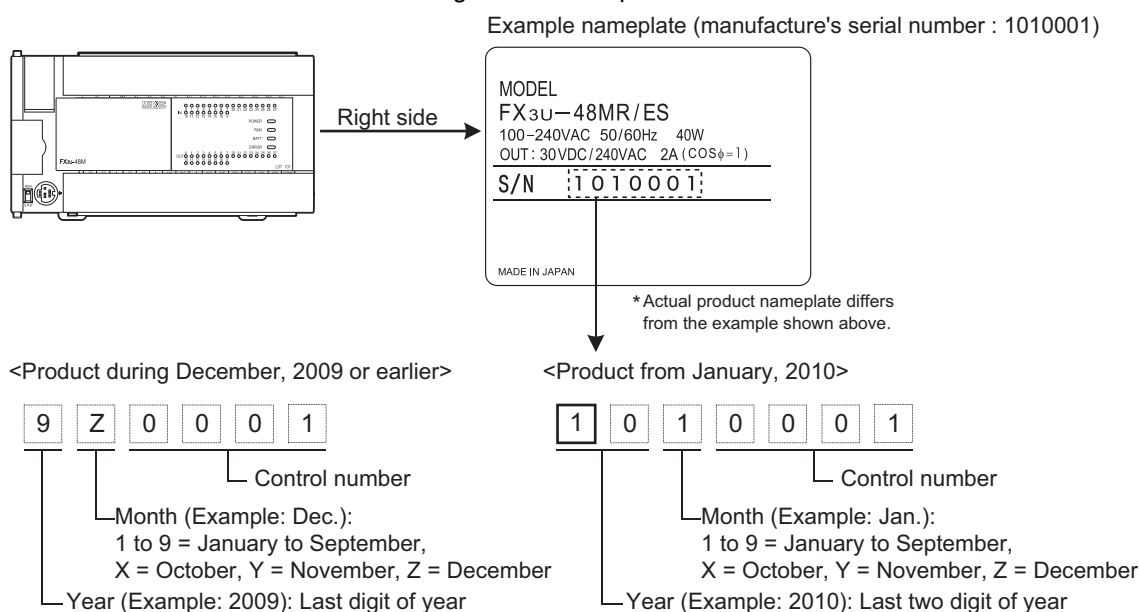 Example nameplate (manufacture's serial number : 1010001)
MODEL
FX3U-48MR/ES
100-240VAC 50/60Hz 40W
OUT: 30VDC/240VAC 2A (COSφ=1)
S/N 1010001
MADE IN JAPAN
Right side
POWER
RUN
BATT
ERROR
FX3U-48M
IN
OUT
STOP
*Actual product nameplate differs
from the example shown above.
<Product during December, 2009 or earlier>
9 Z 0 0 0 1
Control number
Month (Example: Dec.):
1 to 9 = January to September,
X = October, Y = November, Z = December
Year (Example: 2009): Last digit of year
<Product from January, 2010>
1 0 1 0 0 0 1
Control number
Month (Example: Jan.):
1 to 9 = January to September,
X = October, Y = November, Z = December
Year (Example: 2010): Last two digit of year